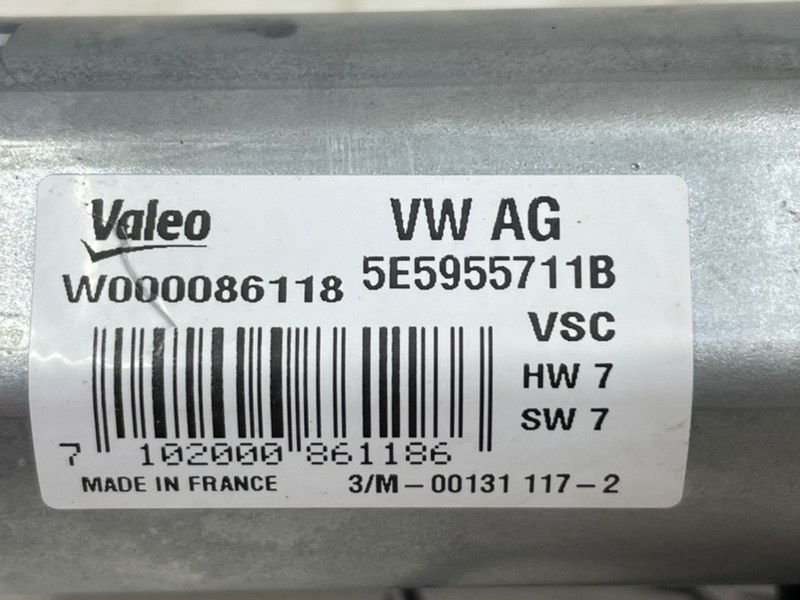 Valeo VW AG
W000086118 5E5955711B
VSC
HW 7
SW 7
7 102000 861186
MADE IN FRANCE 3/M-00131 117-2